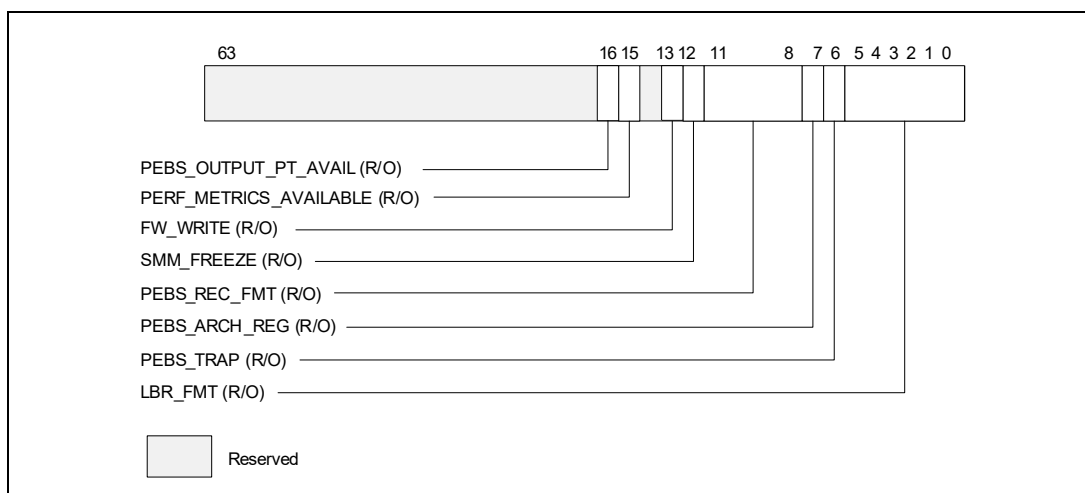 63 16 15 13 12 11 8 7 6 5 4 3 2 1 0
PEBS_OUTPUT_PT_AVAIL (R/O)
PERF_METRICS_AVAILABLE (R/O)
FW_WRITE (R/O)
SMM_FREEZE (R/O)
PEBS_REC_FMT (R/O)
PEBS_ARCH_REG (R/O)
PEBS_TRAP (R/O)
LBR_FMT (R/O)
Reserved